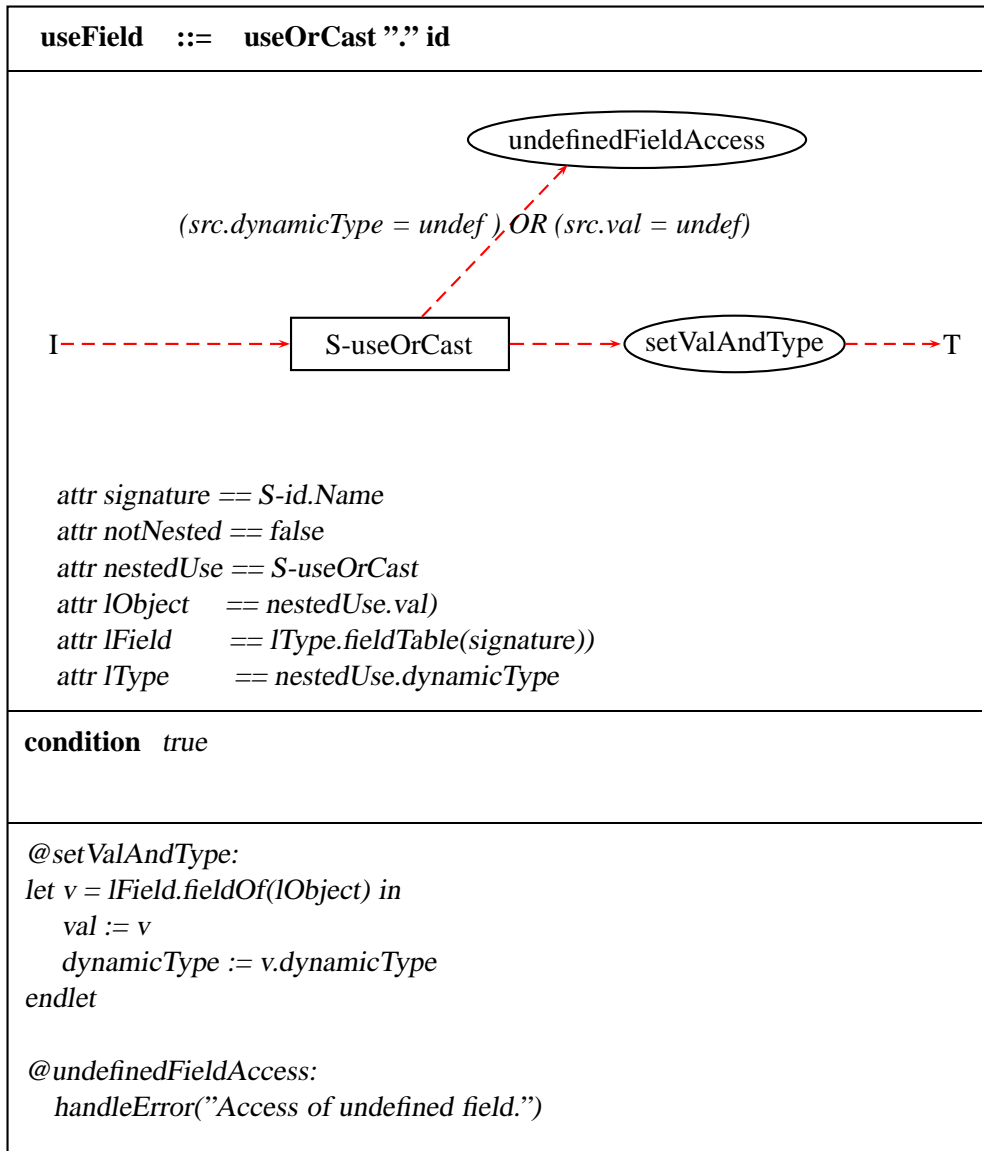 useField ::= useOrCast ”.” id
undefinedFieldAccess
(src.dynamicType = undef ) OR (src.val = undef)
I S-useOrCast setValAndType T
attr signature == S-id.Name
attr notNested == false
attr nestedUse == S-useOrCast
attr lObject == nestedUse.val)
attr lField == lType.fieldTable(signature))
attr lType == nestedUse.dynamicType
condition true
@setValAndType:
let v = lField.fieldOf(lObject) in
val := v
dynamicType := v.dynamicType
endlet
@undefinedFieldAccess:
handleError(”Access of undefined field.”)